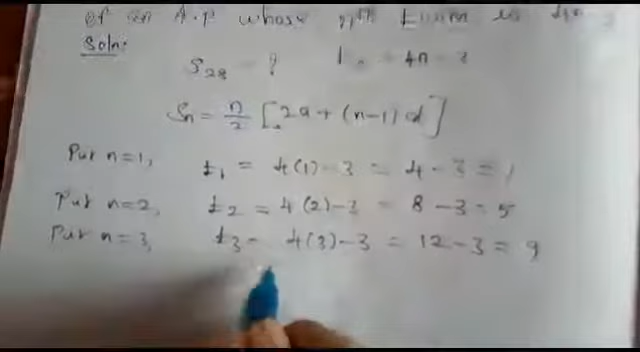 of an A.P whose nth term is 4n - 3
Soln:
S₂₈ = ? tₙ = 4n - 3
Sn = n/2 [2a + (n-1) d]
Put n=1, t₁ = 4(1)-3 = 4-3 = 1
Put n=2, t₂ = 4(2)-3 = 8-3=5
Put n=3, t₃ = 4(3)-3 = 12-3 = 9